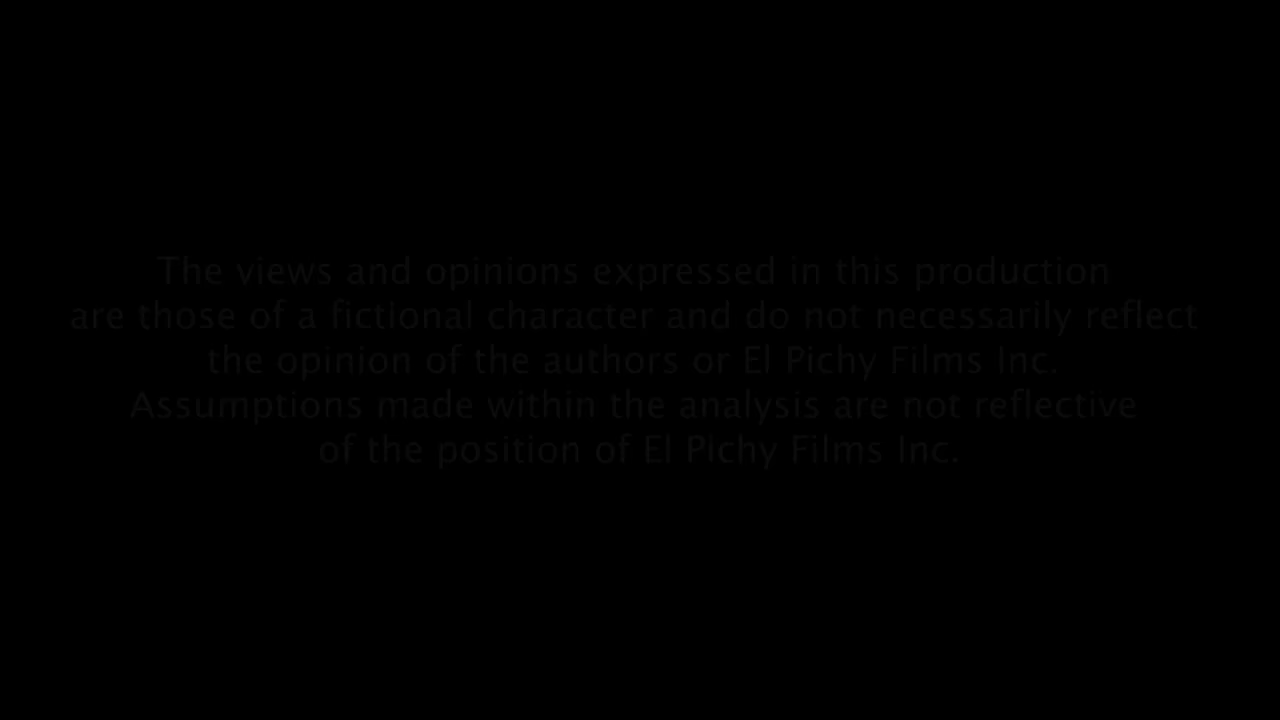 The views and opinions expressed in this production
are those of a fictional character and do not necessarily reflect
the opinion of the authors or El Pichy Films Inc.
Assumptions made within the analysis are not reflective
of the position of El Pichy Films Inc.